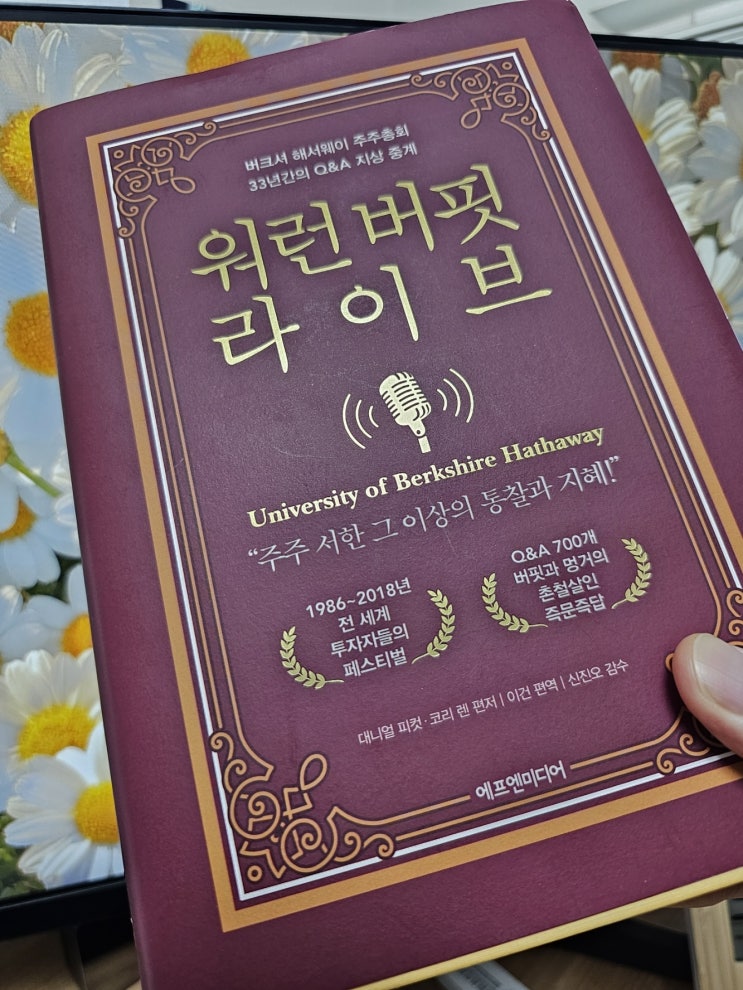 버크셔 해서웨이 주주총회
33년간의 Q&A 지상 중계
워런 버핏
라이브
University of Berkshire Hathaway
“주주 서한 그 이상의 통찰과 지혜!”
1986~2018년
전 세계
투자자들의
페스티벌
Q&A 700개
버핏과 멍거의
촌철살인
즉문즉답
대니얼 피컷·코리 렌 편저 | 이건 편역 | 신진오 감수
에프엔미디어